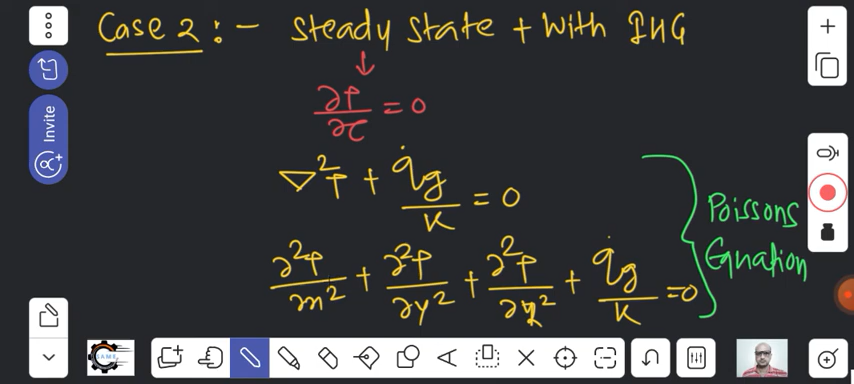 Case 2 :- Steady State + With IHG
↓
∂T/∂τ = 0
∇²T + q̇g/K = 0
∂²T/∂x² + ∂²T/∂y² + ∂²T/∂z² + q̇g/K = 0
Poissons
Equation
Invite